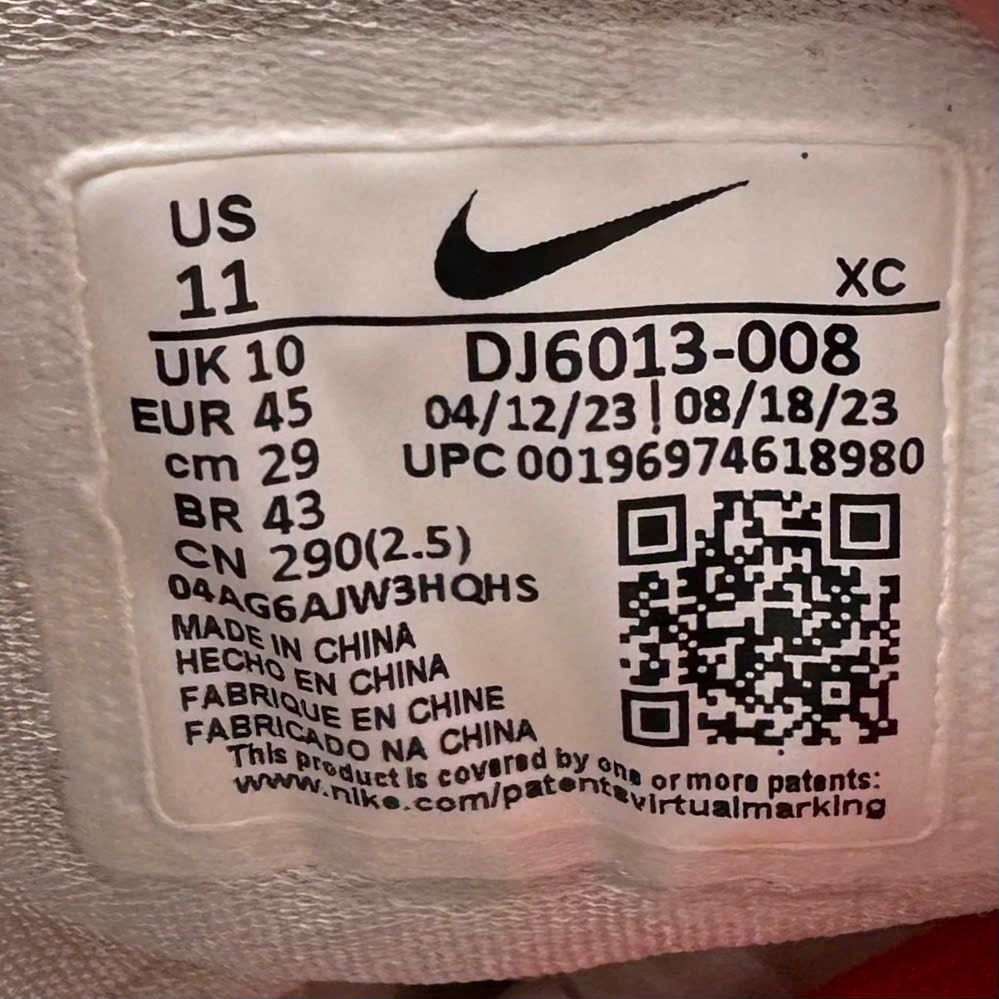 US
11
XC
UK 10
EUR 45
cm 29
BR 43
CN 290(2.5)
DJ6013-008
04/12/23 | 08/18/23
UPC 00196974618980
04AG6AJW3HQHS
MADE IN CHINA
HECHO EN CHINA
FABRIQUE EN CHINE
FABRICADO NA CHINA
This product is covered by one or more patents:
www.nike.com/patentsvirtualmarking